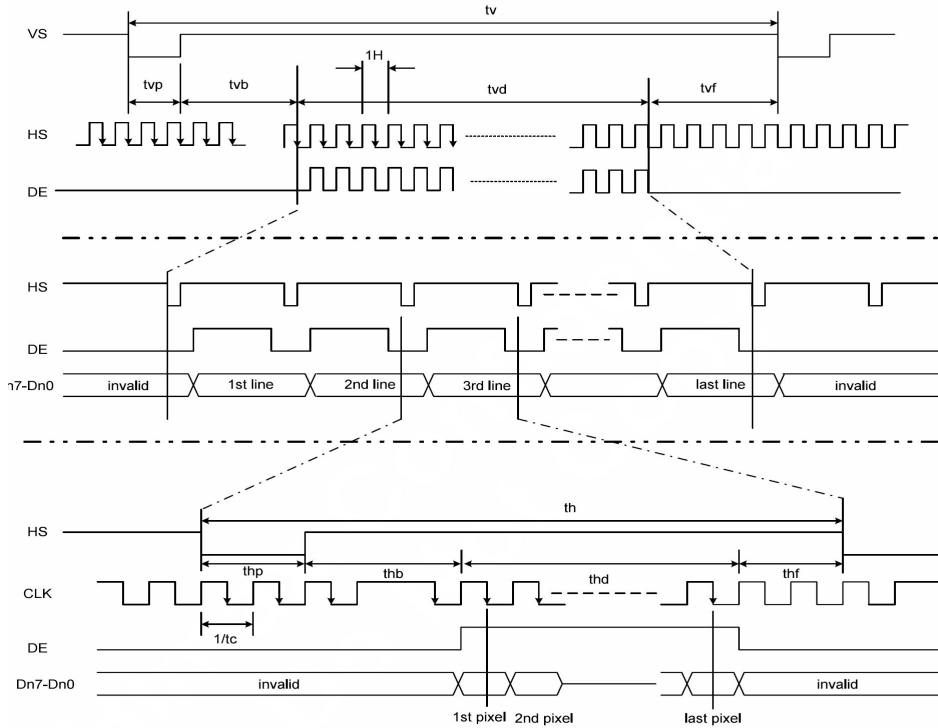 tv
VS
1H
tvp tvb tvd tvf
HS
DE
HS
DE
n7-Dn0 invalid 1st line 2nd line 3rd line last line invalid
th
HS
thp thb thd thf
CLK
1/tc
DE
Dn7-Dn0 invalid invalid
1st pixel 2nd pixel last pixel